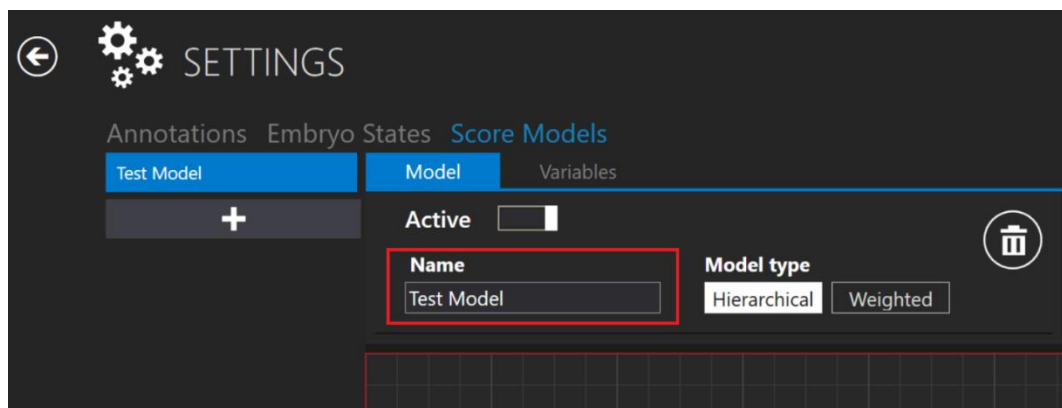 SETTINGS
Annotations Embryo States Score Models
Test Model
Model Variables
Active
Name
Test Model
Model type
Hierarchical Weighted